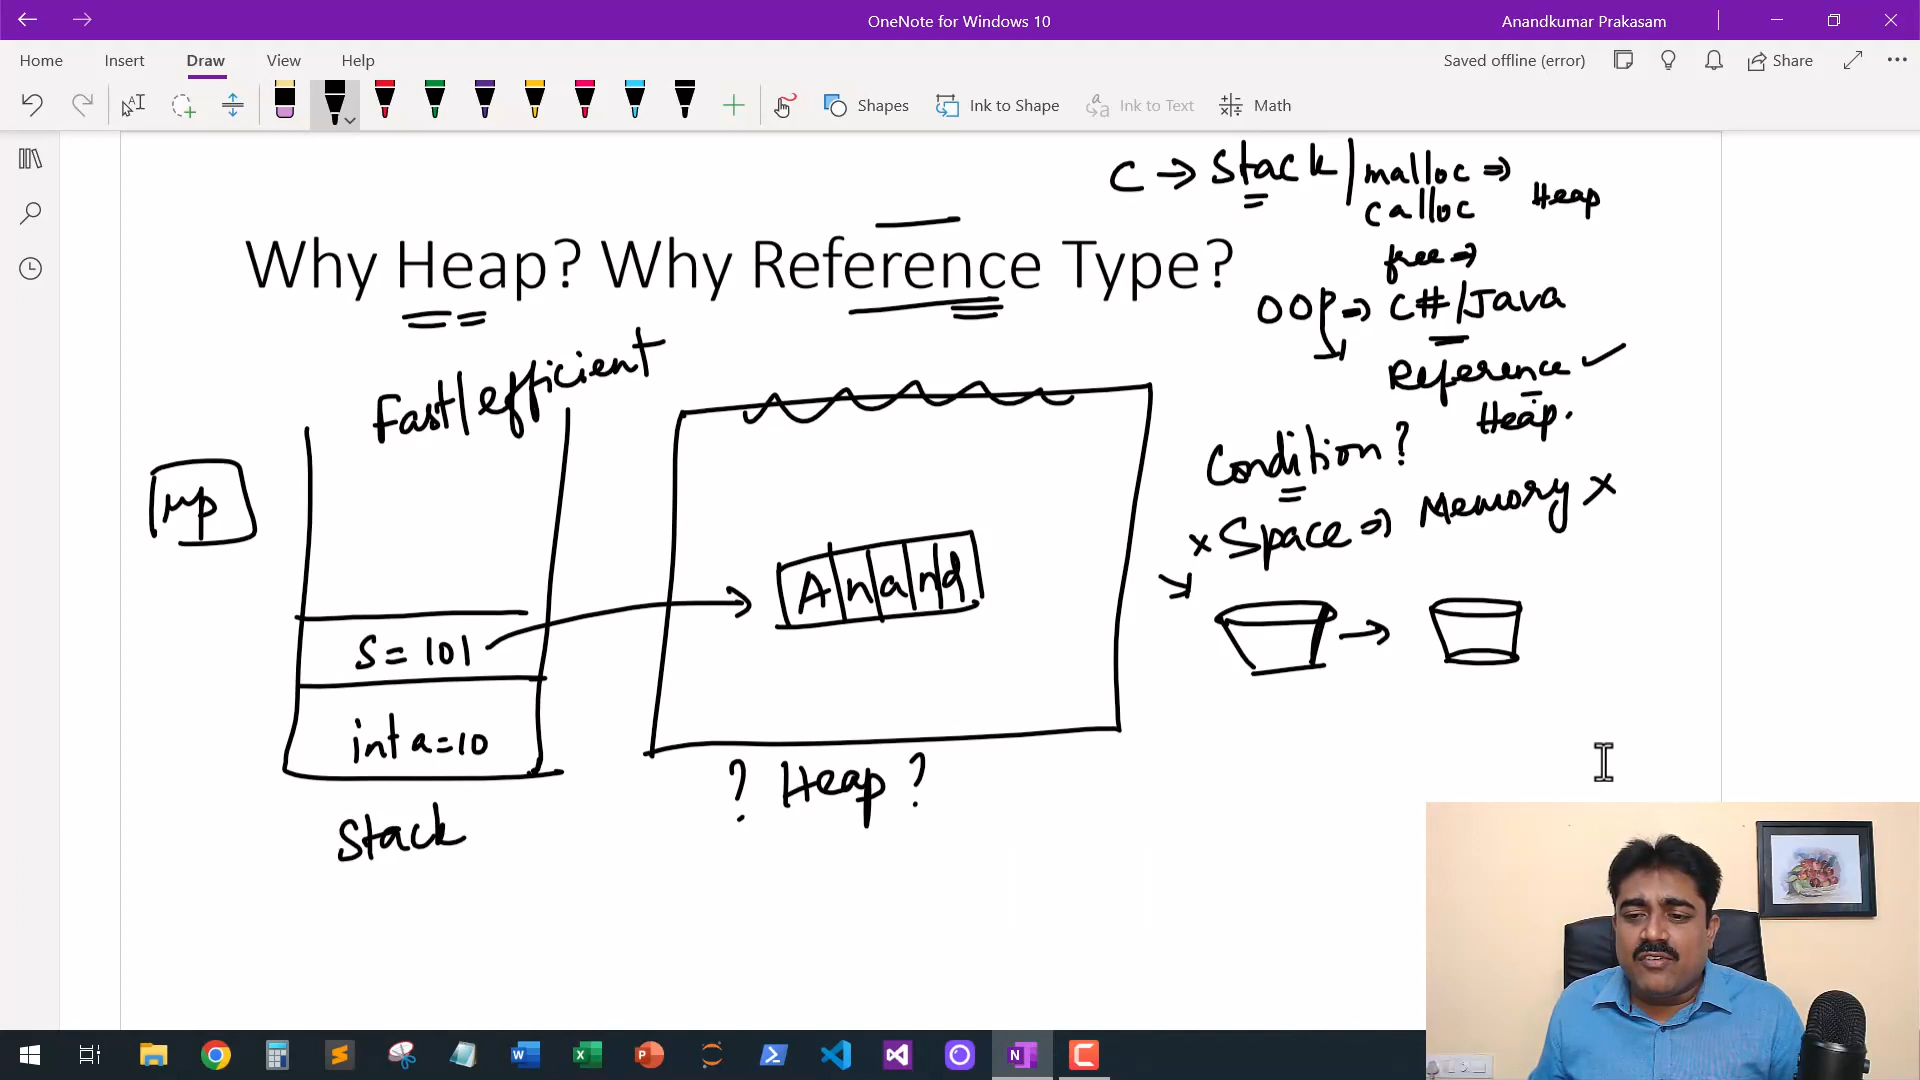 OneNote for Windows 10
Anandkumar Prakasam
Home Insert Draw View Help
Saved offline (error)
Share
Shapes
Ink to Shape
Ink to Text
Math
C → Stack | malloc ⇒ Heap
calloc
free ⇒
Why Heap? Why Reference Type?
OOP ⇒ C#/Java
Reference ✓
Heap.
Fast/efficient
Condition?
x Space ⇒ Memory x
μp
Anand
S = 101
int a=10
? Heap ?
Stack